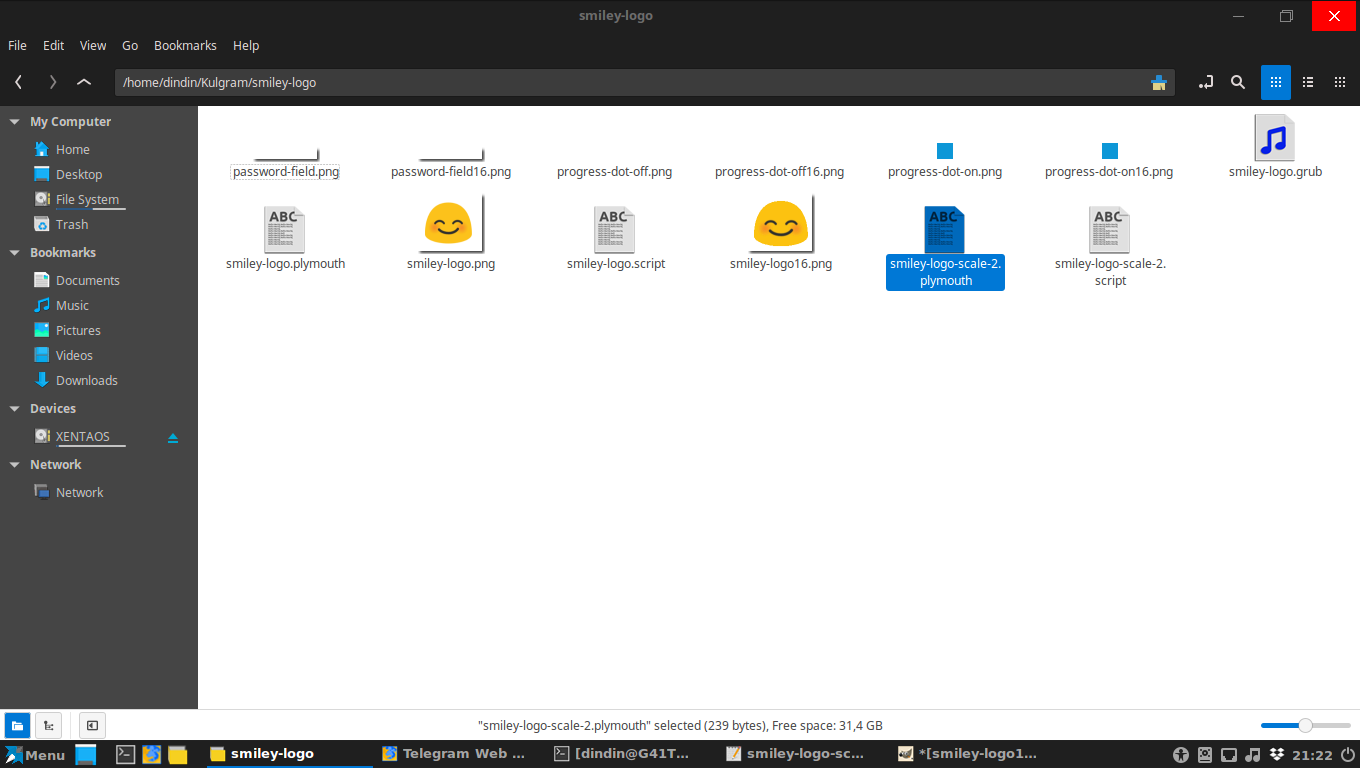 smiley-logo
File Edit View Go Bookmarks Help
/home/dindin/Kulgram/smiley-logo
My Computer
Home
Desktop
File System
Trash
Bookmarks
Documents
Music
Pictures
Videos
Downloads
Devices
XENTAOS
Network
Network
password-field.png password-field16.png progress-dot-off.png progress-dot-off16.png progress-dot-on.png progress-dot-on16.png smiley-logo.grub
ABC ABC ABC ABC
smiley-logo.plymouth smiley-logo.png smiley-logo.script smiley-logo16.png smiley-logo-scale-2. smiley-logo-scale-2.
plymouth script
"smiley-logo-scale-2.plymouth" selected (239 bytes), Free space: 31,4 GB
Menu smiley-logo Telegram Web ... [dindin@G41T... smiley-logo-sc... *[smiley-logo1... 21:22